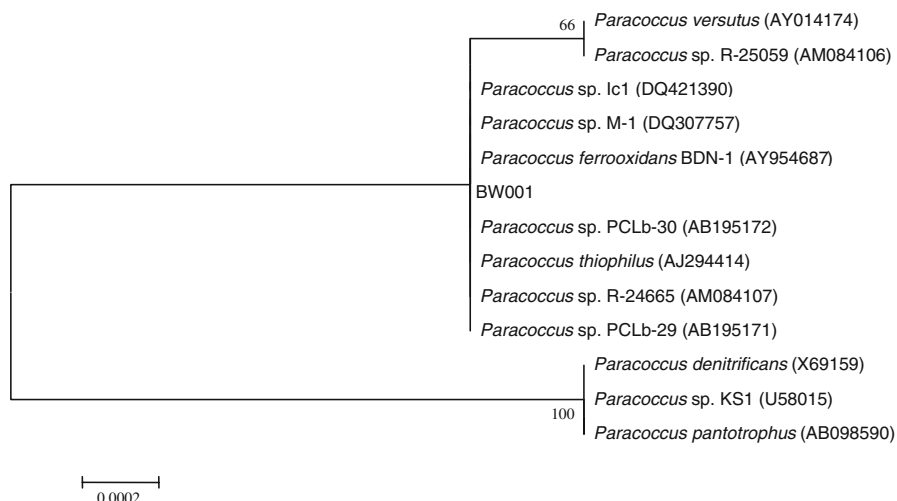 66
Paracoccus versutus (AY014174)
Paracoccus sp. R-25059 (AM084106)
Paracoccus sp. Ic1 (DQ421390)
Paracoccus sp. M-1 (DQ307757)
Paracoccus ferrooxidans BDN-1 (AY954687)
BW001
Paracoccus sp. PCLb-30 (AB195172)
Paracoccus thiophilus (AJ294414)
Paracoccus sp. R-24665 (AM084107)
Paracoccus sp. PCLb-29 (AB195171)
Paracoccus denitrificans (X69159)
Paracoccus sp. KS1 (U58015)
100
Paracoccus pantotrophus (AB098590)
0.0002